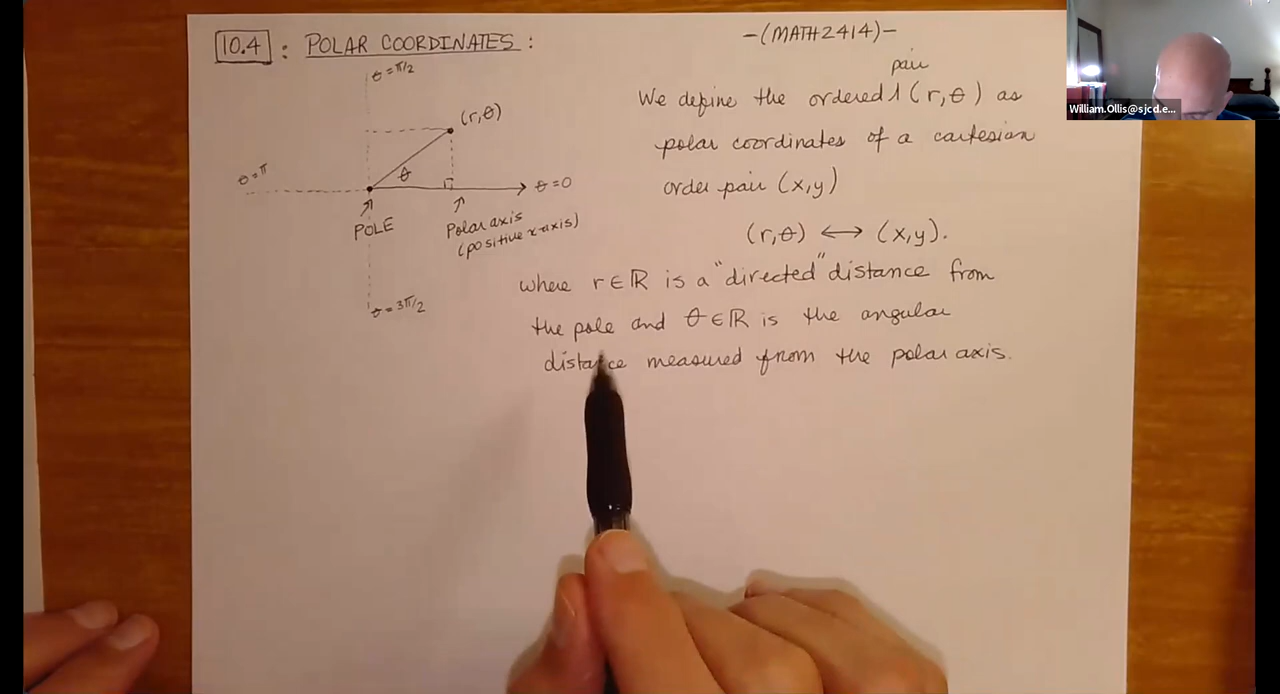 10.4 : POLAR COORDINATES :
-(MATH2414)-
θ = π/2
(r,θ)
θ
θ = π
θ = 0
POLE
Polar axis
(positive x-axis)
θ = 3π/2
pair
We define the ordered (r,θ) as
polar coordinates of a cartesian
order pair (x,y)
(r,θ) ↔ (x,y).
where r ∈ ℝ is a "directed" distance from
the pole and θ ∈ ℝ is the angular
distance measured from the polar axis.
William.Ollis@sjcd.e...